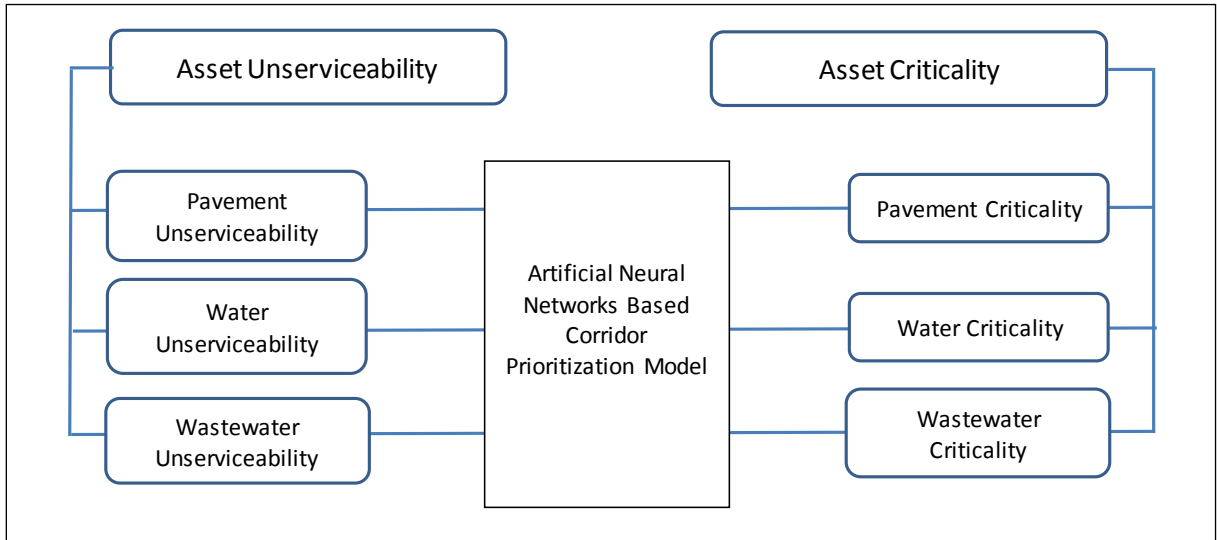 Asset Unserviceability
Asset Criticality
Pavement
Unserviceability
Water
Unserviceability
Wastewater
Unserviceability
Artificial Neural
Networks Based
Corridor
Prioritization Model
Pavement Criticality
Water Criticality
Wastewater
Criticality